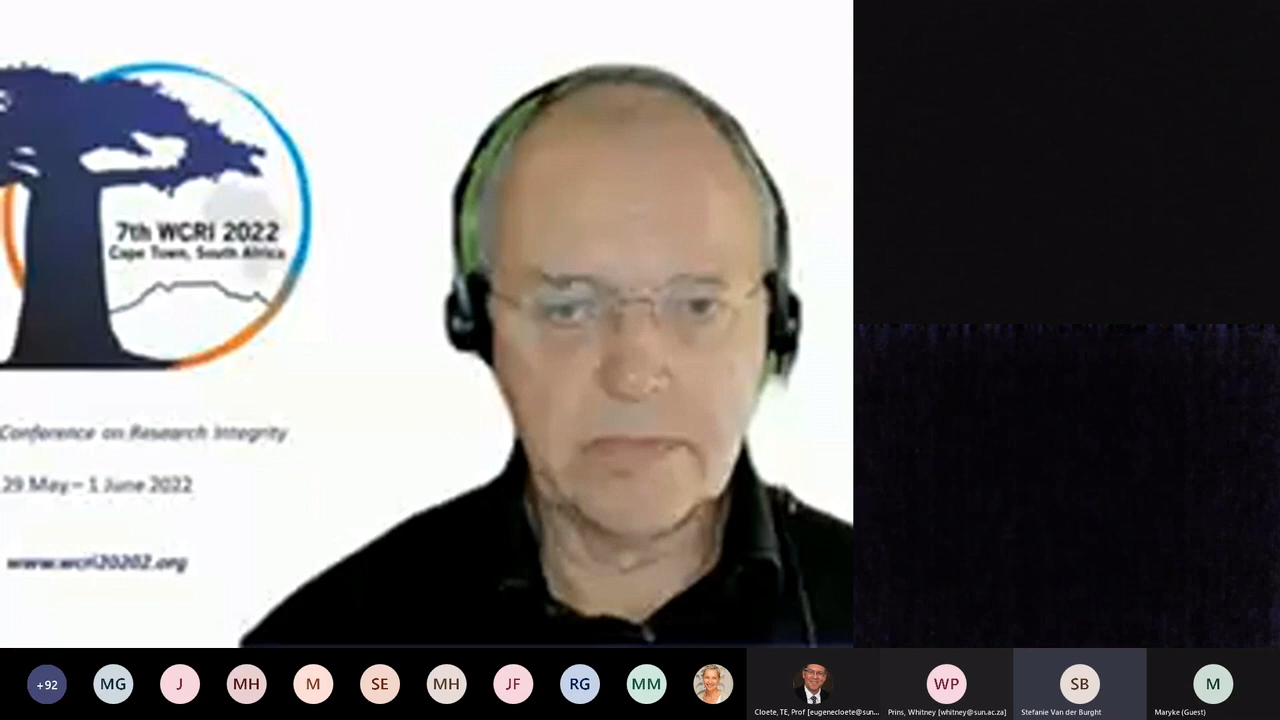 7th WCRI 2022
Cape Town, South Africa
Conference on Research Integrity
29 May – 1 June 2022
www.wcri20202.org
+92
MG
J
MH
M
SE
MH
JF
RG
MM
Cloete, TE, Prof [eugenecloete@sun...
WP
Prins, Whitney [whitney@sun.ac.za]
SB
Stefanie Van der Burght
M
Maryke (Guest)